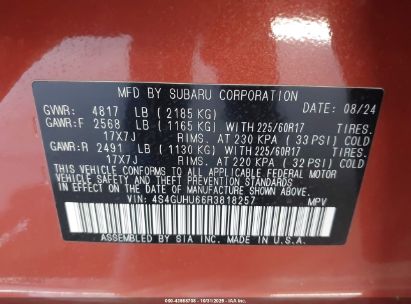 MFD BY SUBARU CORPORATION DATE: 08/24
GVWR: 4817 LB (2185 KG)
GAWR:F 2568 LB (1165 KG) WITH 225/60R17 TIRES.
17X7J RIMS. AT 230 KPA (33 PSI) COLD
GAWR:R 2491 LB (1130 KG) WITH 225/60R17 TIRES.
17X7J RIMS. AT 220 KPA (32 PSI) COLD
THIS VEHICLE CONFORMS TO ALL APPLICABLE FEDERAL MOTOR
VEHICLE SAFETY, BUMPER, AND THEFT PREVENTION STANDARDS IN
EFFECT ON THE DATE OF MANUFACTURE SHOWN ABOVE.
VIN: 4S4GUHU66R3818257 MPV
ASSEMBLED BY SIA INC. MADE IN U.S.A.